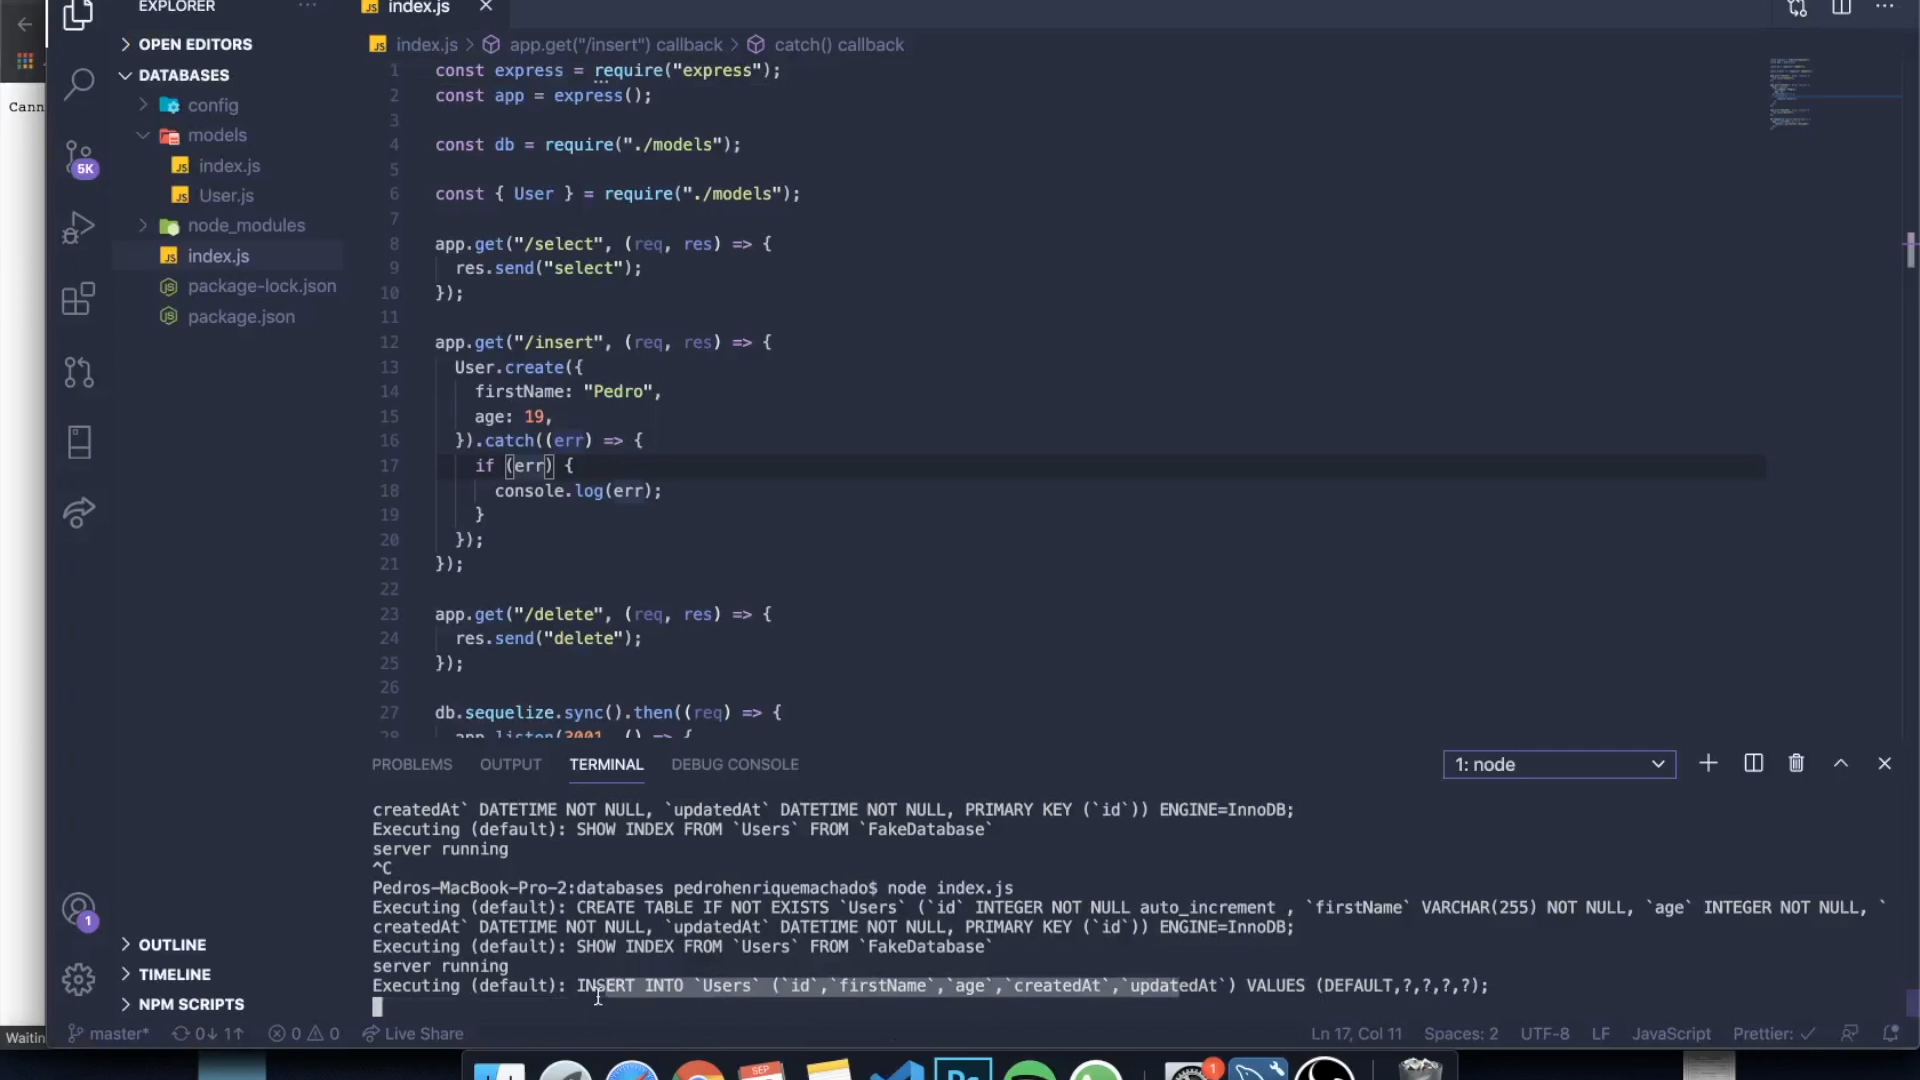 EXPLORER
index.js
OPEN EDITORS
index.js > app.get("/insert") callback > catch() callback
DATABASES
config
models
index.js
User.js
node_modules
index.js
package-lock.json
package.json
Cann
5K
1 const express = require("express");
2 const app = express();
3
4 const db = require("./models");
5
6 const { User } = require("./models");
7
8 app.get("/select", (req, res) => {
9 res.send("select");
10 });
11
12 app.get("/insert", (req, res) => {
13 User.create({
14 firstName: "Pedro",
15 age: 19,
16 }).catch((err) => {
17 if (err) {
18 console.log(err);
19 }
20 });
21 });
22
23 app.get("/delete", (req, res) => {
24 res.send("delete");
25 });
26
27 db.sequelize.sync().then((req) => {
28 app.listen(3001, () => {
PROBLEMS OUTPUT TERMINAL DEBUG CONSOLE 1: node
createdAt` DATETIME NOT NULL, `updatedAt` DATETIME NOT NULL, PRIMARY KEY (`id`)) ENGINE=InnoDB;
Executing (default): SHOW INDEX FROM `Users` FROM `FakeDatabase`
server running
^C
Pedros-MacBook-Pro-2:databases pedrohenriquemachado$ node index.js
Executing (default): CREATE TABLE IF NOT EXISTS `Users` (`id` INTEGER NOT NULL auto_increment , `firstName` VARCHAR(255) NOT NULL, `age` INTEGER NOT NULL, `
createdAt` DATETIME NOT NULL, `updatedAt` DATETIME NOT NULL, PRIMARY KEY (`id`)) ENGINE=InnoDB;
Executing (default): SHOW INDEX FROM `Users` FROM `FakeDatabase`
server running
Executing (default): INSERT INTO `Users` (`id`,`firstName`,`age`,`createdAt`,`updatedAt`) VALUES (DEFAULT,?,?,?,?);
1
OUTLINE
TIMELINE
NPM SCRIPTS
Waitin
master* 0↓ 1↑ 0 0 Live Share Ln 17, Col 11 Spaces: 2 UTF-8 LF JavaScript Prettier: ✓
SEP
Ps
1